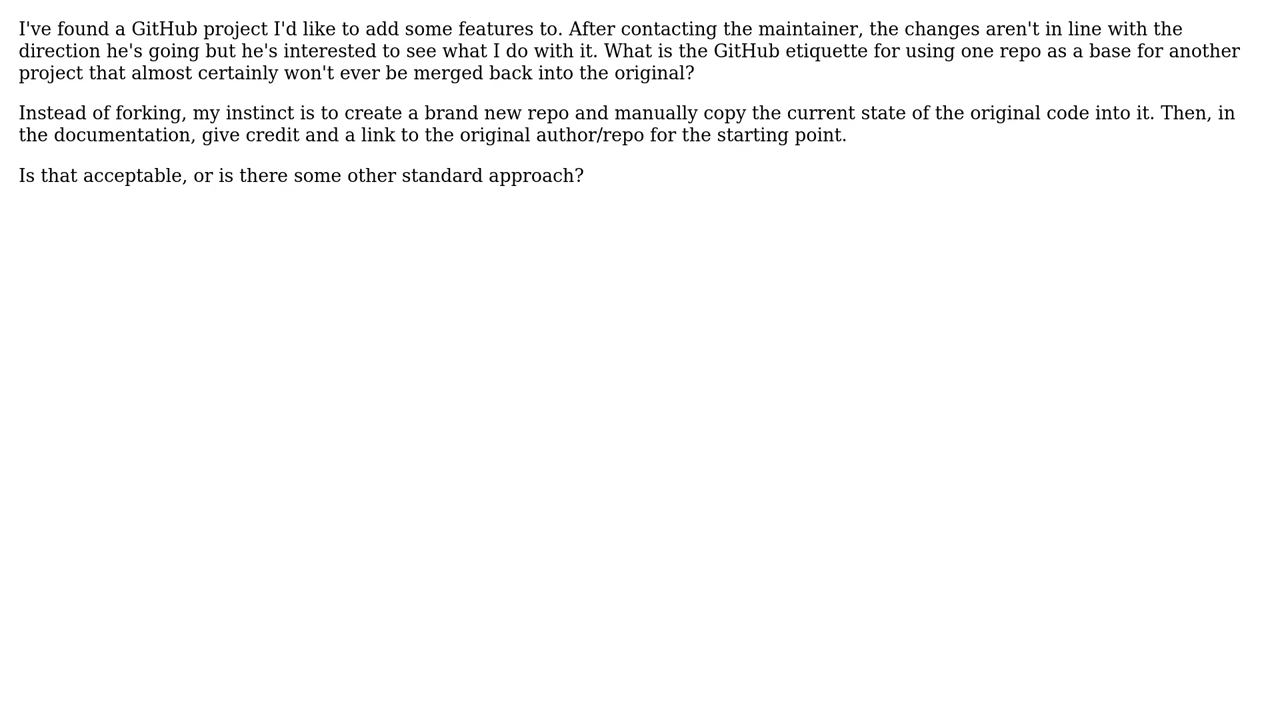 I've found a GitHub project I'd like to add some features to. After contacting the maintainer, the changes aren't in line with the
direction he's going but he's interested to see what I do with it. What is the GitHub etiquette for using one repo as a base for another
project that almost certainly won't ever be merged back into the original?
Instead of forking, my instinct is to create a brand new repo and manually copy the current state of the original code into it. Then, in
the documentation, give credit and a link to the original author/repo for the starting point.
Is that acceptable, or is there some other standard approach?